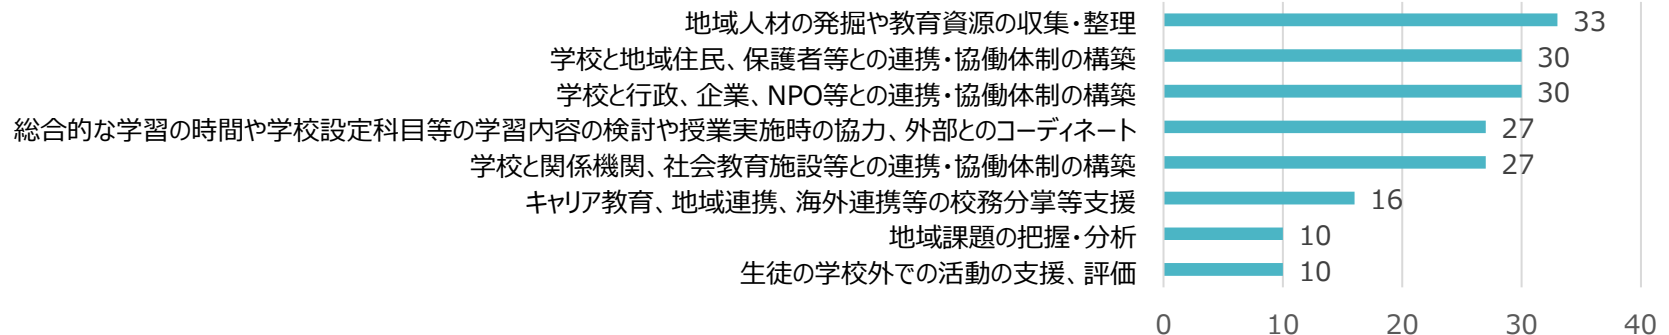 地域人材の発掘や教育資源の収集・整理 33
学校と地域住民、保護者等との連携・協働体制の構築 30
学校と行政、企業、NPO等との連携・協働体制の構築 30
総合的な学習の時間や学校設定科目等の学習内容の検討や授業実施時の協力、外部とのコーディネート 27
学校と関係機関、社会教育施設等との連携・協働体制の構築 27
キャリア教育、地域連携、海外連携等の校務分掌等支援 16
地域課題の把握・分析 10
生徒の学校外での活動の支援、評価 10
0 10 20 30 40